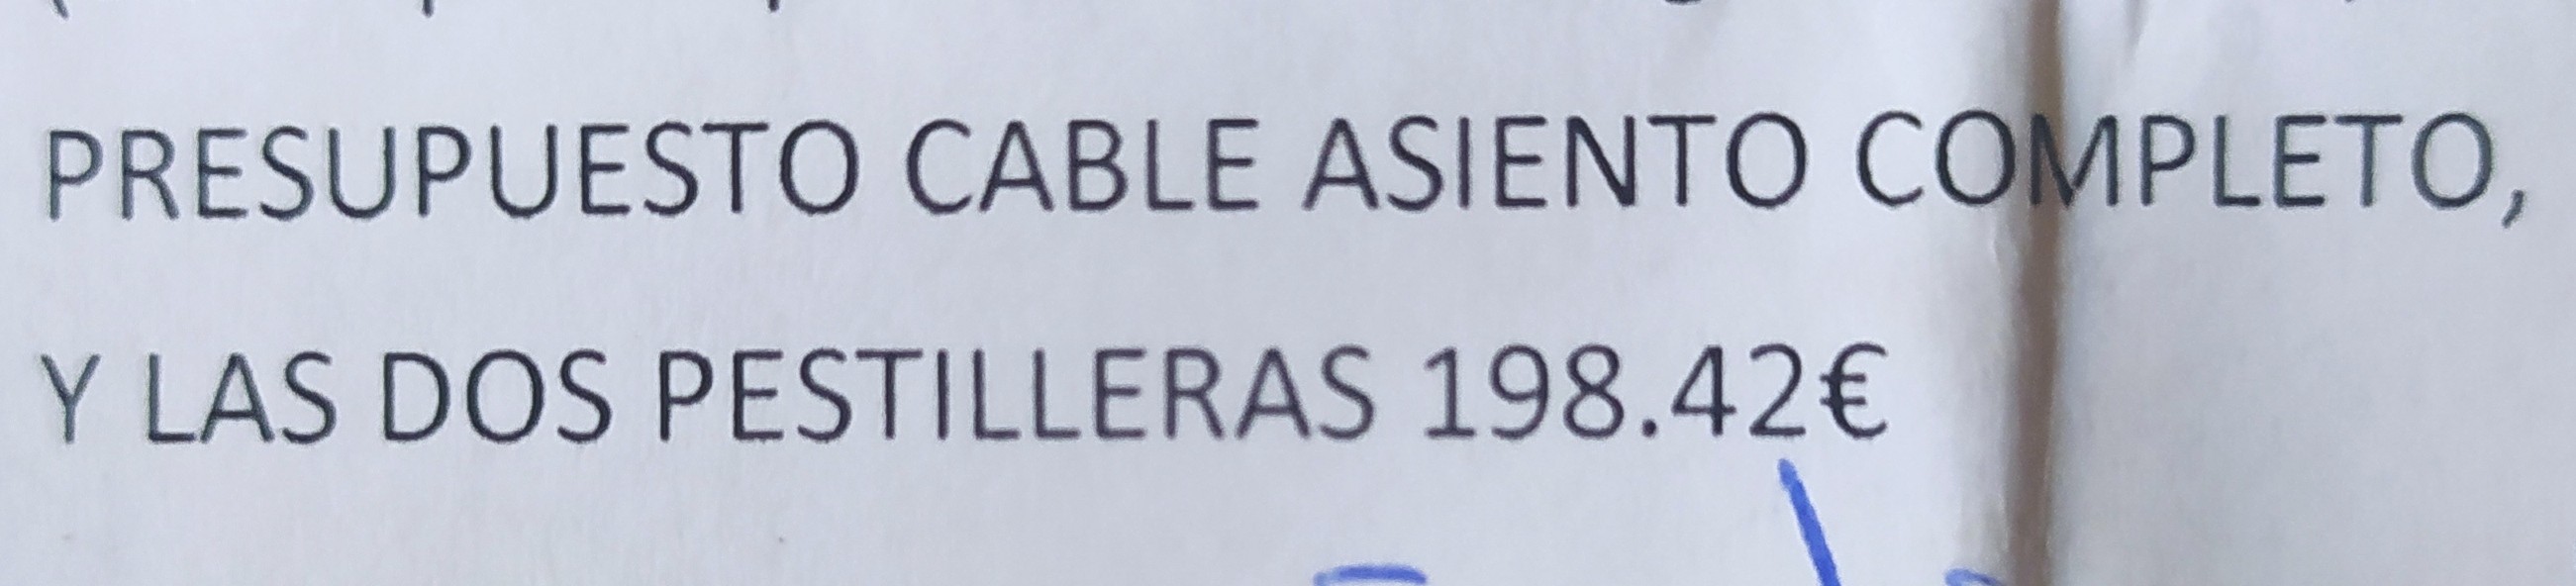 PRESUPUESTO CABLE ASIENTO COMPLETO,
Y LAS DOS PESTILLERAS 198.42€